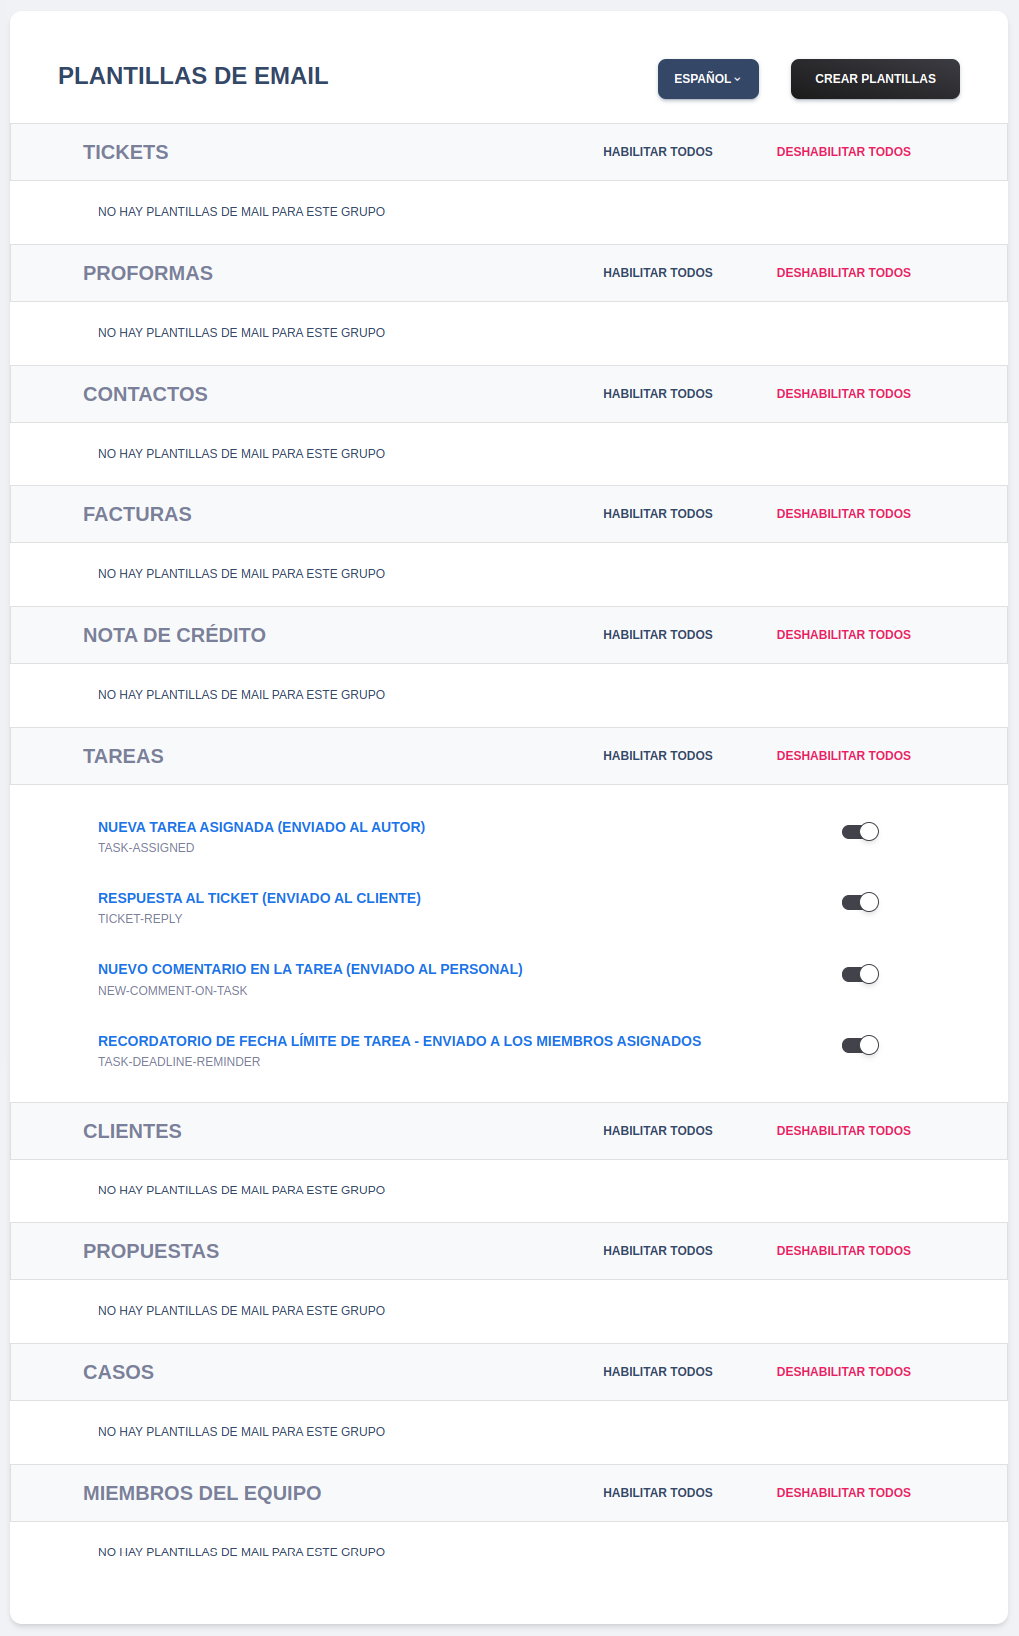 PLANTILLAS DE EMAIL
ESPAÑOL
CREAR PLANTILLAS
TICKETS
HABILITAR TODOS
DESHABILITAR TODOS
NO HAY PLANTILLAS DE MAIL PARA ESTE GRUPO
PROFORMAS
HABILITAR TODOS
DESHABILITAR TODOS
NO HAY PLANTILLAS DE MAIL PARA ESTE GRUPO
CONTACTOS
HABILITAR TODOS
DESHABILITAR TODOS
NO HAY PLANTILLAS DE MAIL PARA ESTE GRUPO
FACTURAS
HABILITAR TODOS
DESHABILITAR TODOS
NO HAY PLANTILLAS DE MAIL PARA ESTE GRUPO
NOTA DE CRÉDITO
HABILITAR TODOS
DESHABILITAR TODOS
NO HAY PLANTILLAS DE MAIL PARA ESTE GRUPO
TAREAS
HABILITAR TODOS
DESHABILITAR TODOS
NUEVA TAREA ASIGNADA (ENVIADO AL AUTOR)
TASK-ASSIGNED
RESPUESTA AL TICKET (ENVIADO AL CLIENTE)
TICKET-REPLY
NUEVO COMENTARIO EN LA TAREA (ENVIADO AL PERSONAL)
NEW-COMMENT-ON-TASK
RECORDATORIO DE FECHA LÍMITE DE TAREA - ENVIADO A LOS MIEMBROS ASIGNADOS
TASK-DEADLINE-REMINDER
CLIENTES
HABILITAR TODOS
DESHABILITAR TODOS
NO HAY PLANTILLAS DE MAIL PARA ESTE GRUPO
PROPUESTAS
HABILITAR TODOS
DESHABILITAR TODOS
NO HAY PLANTILLAS DE MAIL PARA ESTE GRUPO
CASOS
HABILITAR TODOS
DESHABILITAR TODOS
NO HAY PLANTILLAS DE MAIL PARA ESTE GRUPO
MIEMBROS DEL EQUIPO
HABILITAR TODOS
DESHABILITAR TODOS
NO HAY PLANTILLAS DE MAIL PARA ESTE GRUPO